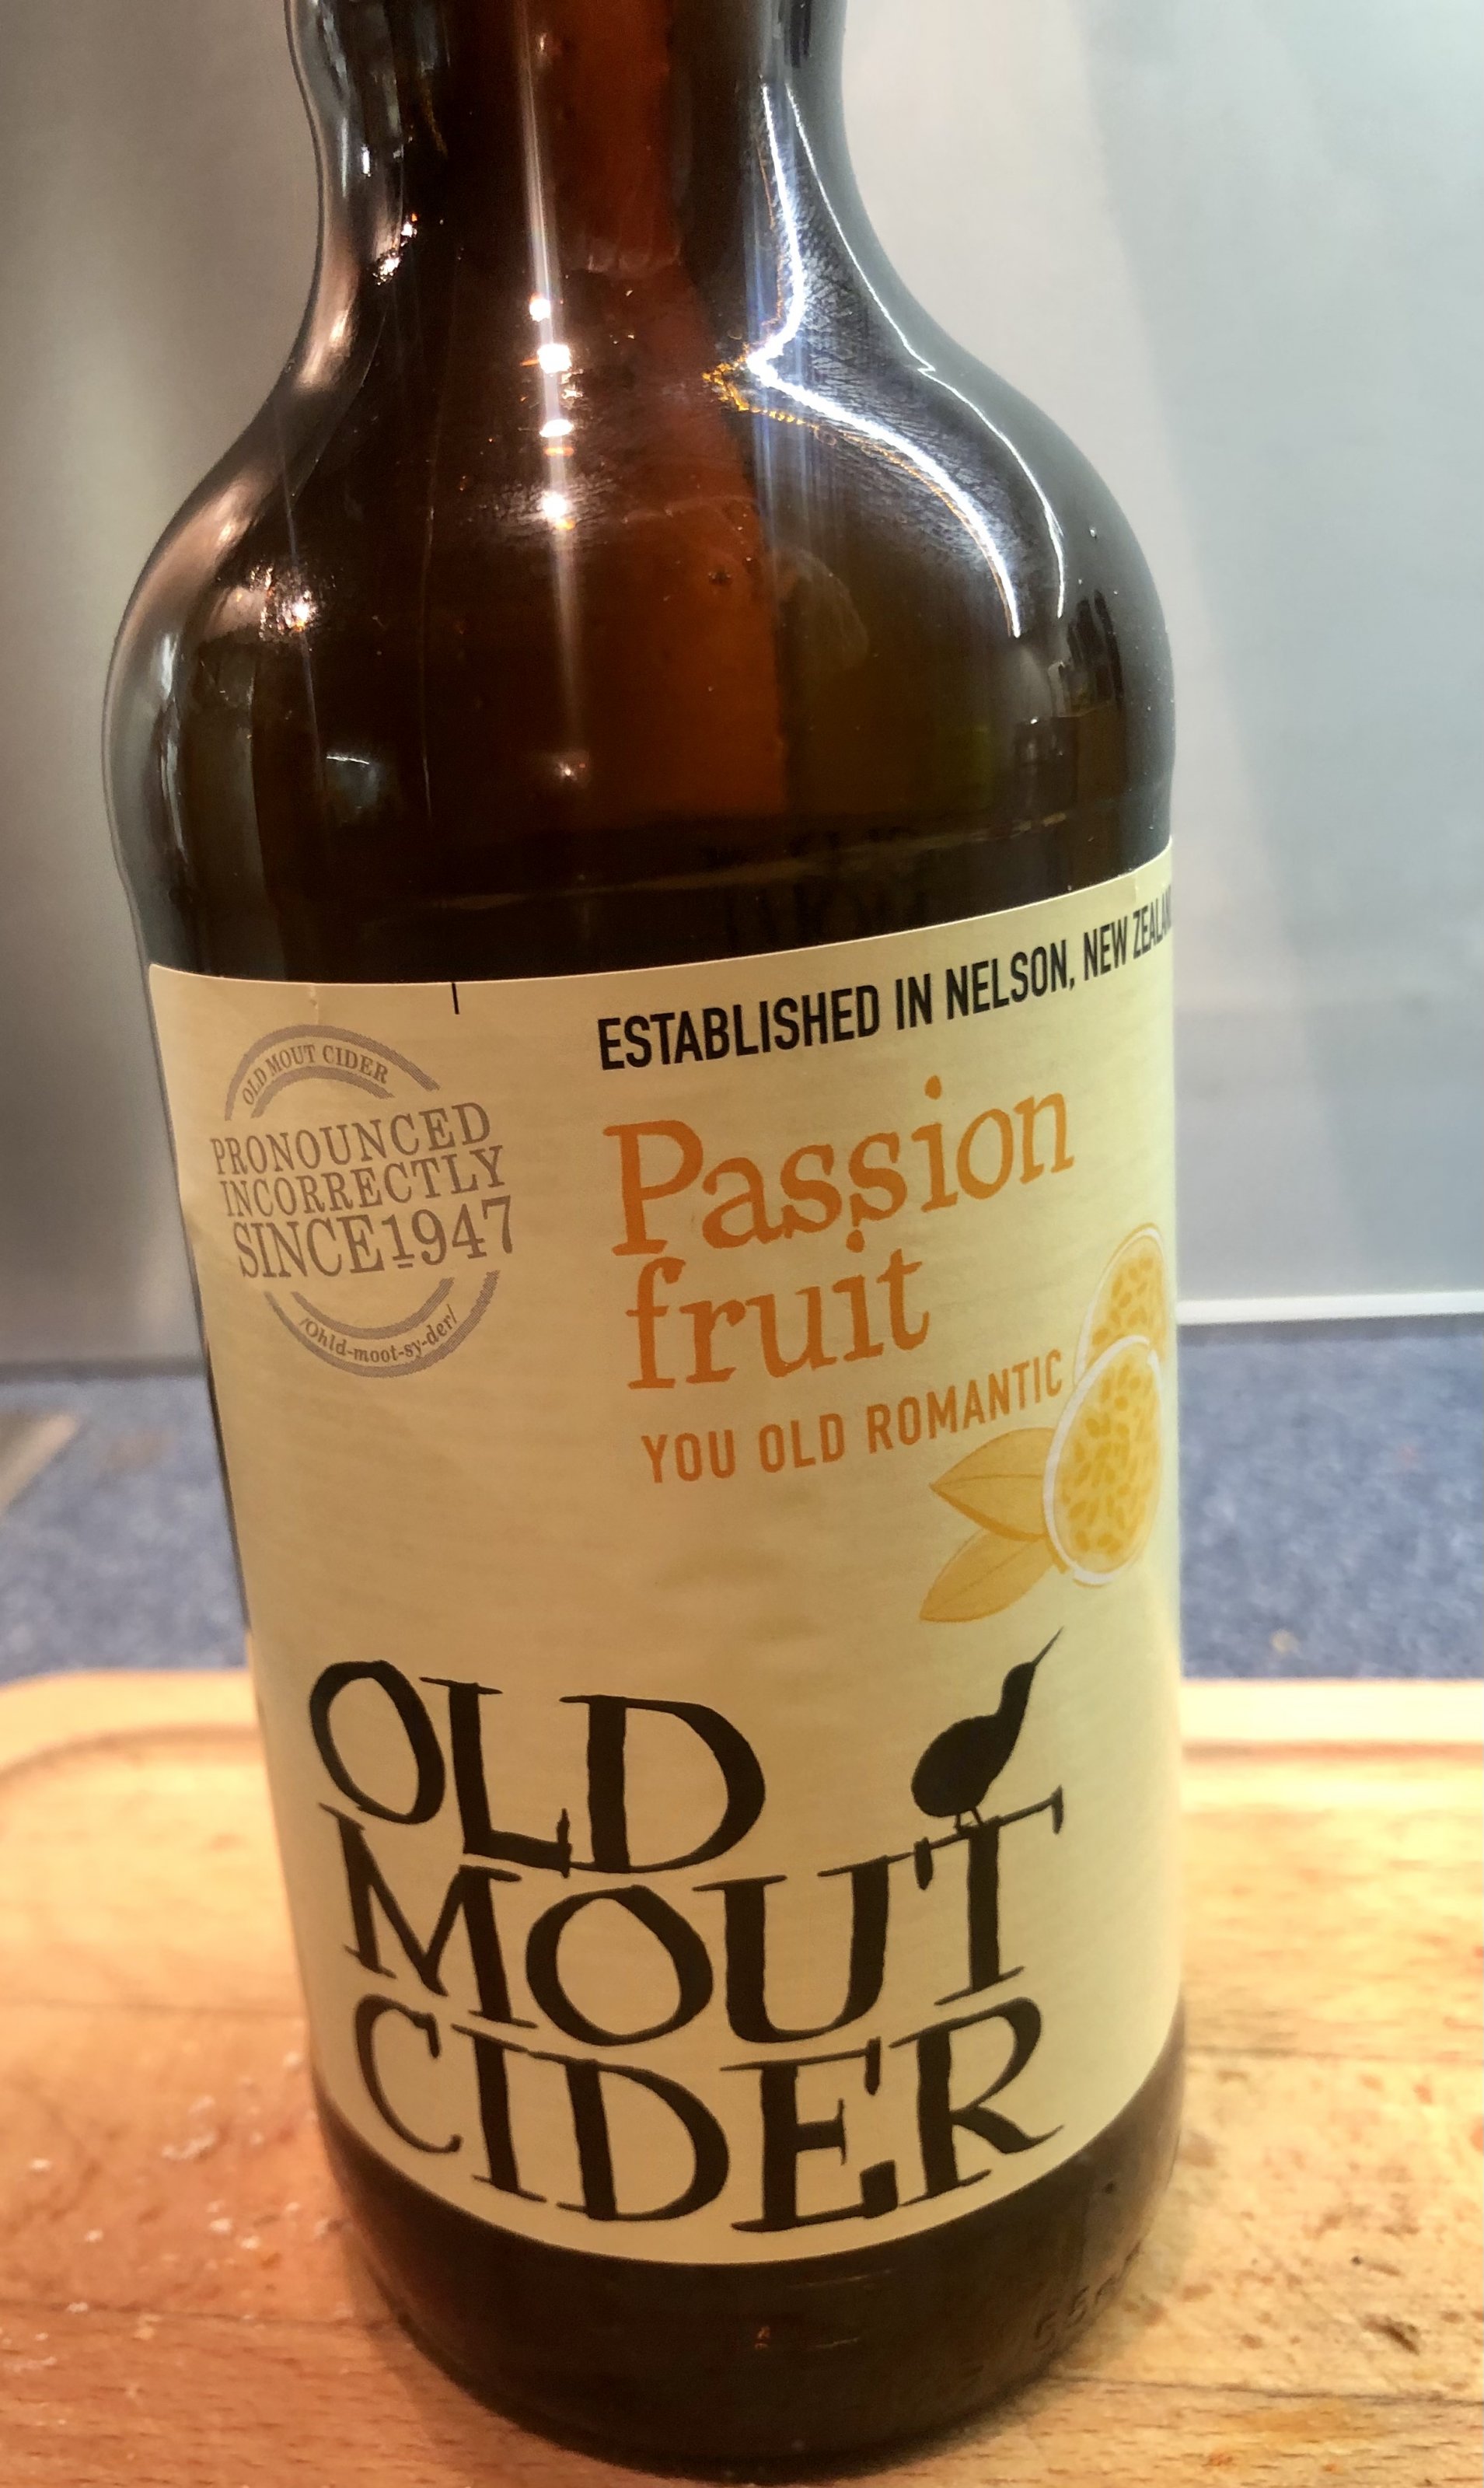 ESTABLISHED IN NELSON, NEW ZEALAN
OLD MOUT CIDER
PRONOUNCED
INCORRECTLY
SINCE 1947
/Ohld-moot-sy-der/
Passion
fruit
YOU OLD ROMANTIC
OLD
MOUT
CIDER